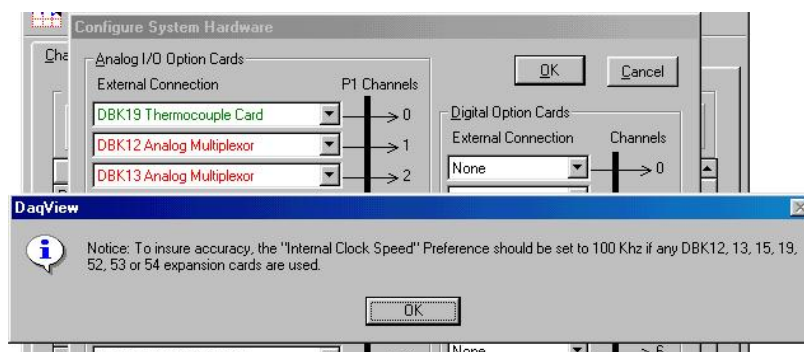 Configure System Hardware
Cha
Analog I/O Option Cards
OK
Cancel
External Connection
P1 Channels
DBK19 Thermocouple Card
0
Digital Option Cards
DBK12 Analog Multiplexor
1
External Connection
Channels
DBK13 Analog Multiplexor
2
None
0
DaqView
Notice: To insure accuracy, the "Internal Clock Speed" Preference should be set to 100 Khz if any DBK12, 13, 15, 19,
52, 53 or 54 expansion cards are used.
OK
None
6